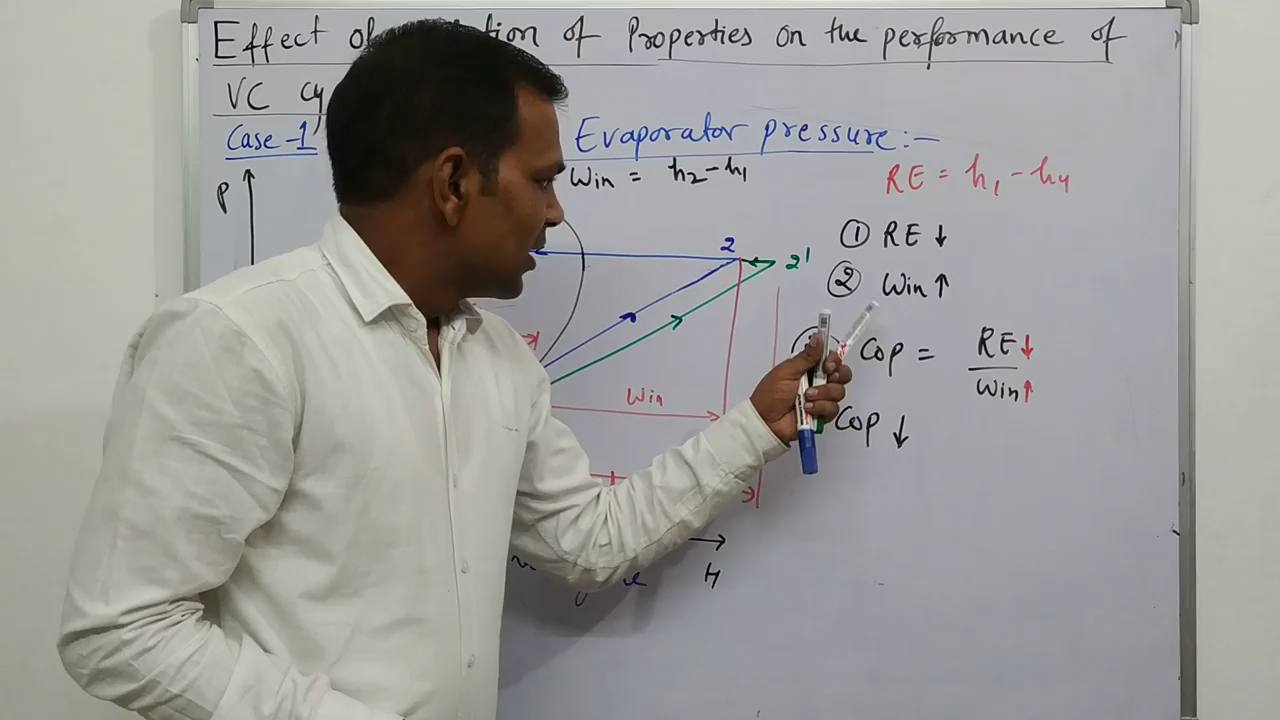 Effect of of Properties on the performance of
VC Cy
Case-1 Evaporator pressure:-
P
Win = h2-h1
RE = h1-h4
① RE ↓
2 2'
② Win ↑
Cop = RE↓
Win↑
Win
Cop ↓
H